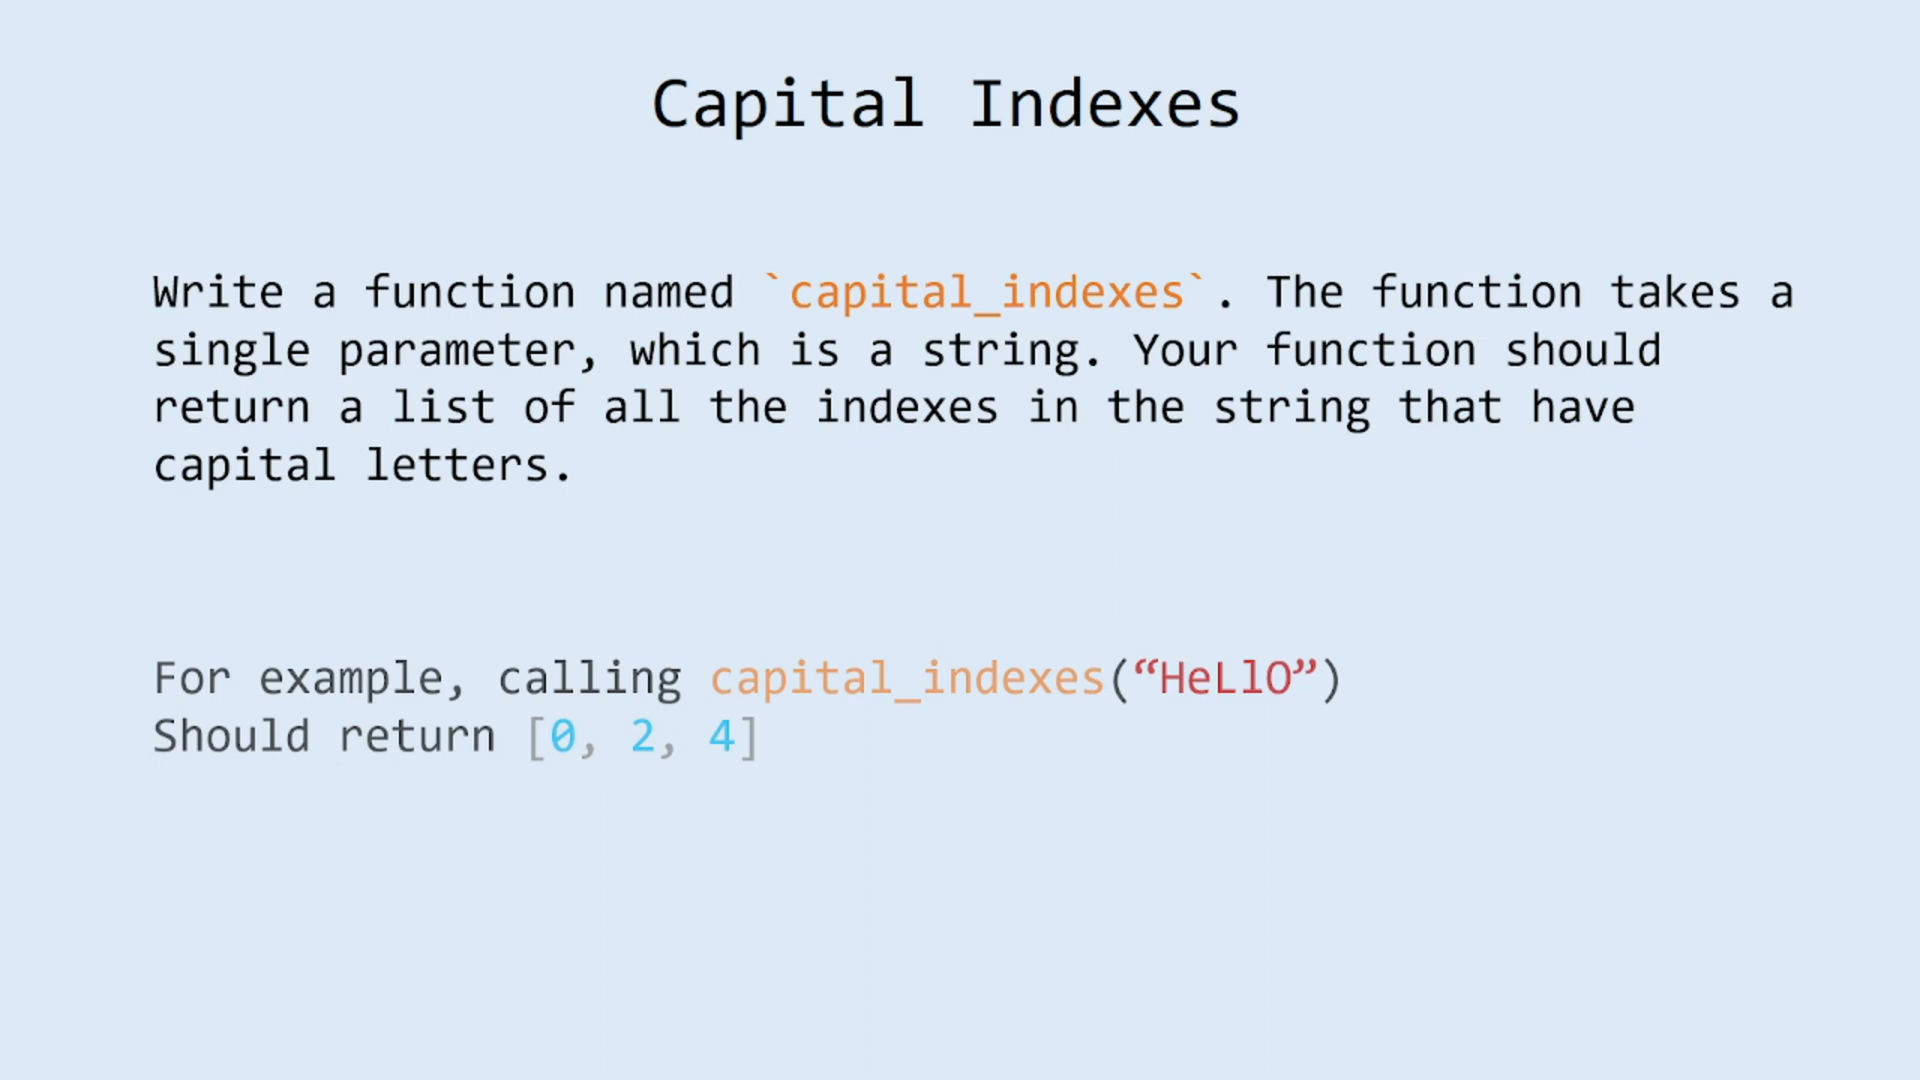 Capital Indexes
Write a function named `capital_indexes`. The function takes a
single parameter, which is a string. Your function should
return a list of all the indexes in the string that have
capital letters.
For example, calling capital_indexes(“HeLlO”)
Should return [0, 2, 4]